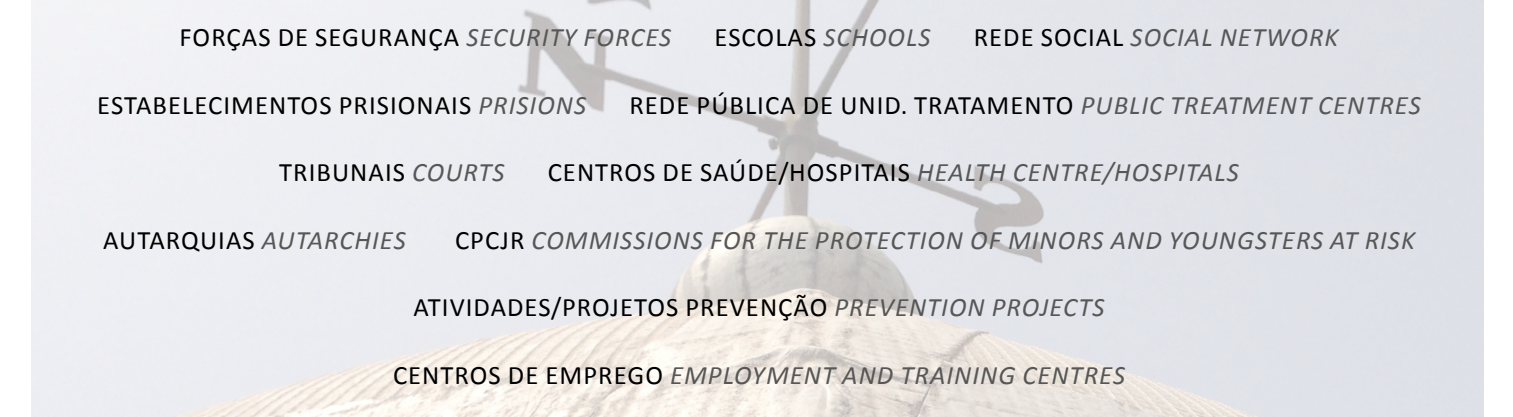 FORÇAS DE SEGURANÇA SECURITY FORCES ESCOLAS SCHOOLS REDE SOCIAL SOCIAL NETWORK
ESTABELECIMENTOS PRISIONAIS PRISIONS REDE PÚBLICA DE UNID. TRATAMENTO PUBLIC TREATMENT CENTRES
TRIBUNAIS COURTS CENTROS DE SAÚDE/HOSPITAIS HEALTH CENTRE/HOSPITALS
AUTARQUIAS AUTARCHIES CPCJR COMMISSIONS FOR THE PROTECTION OF MINORS AND YOUNGSTERS AT RISK
ATIVIDADES/PROJETOS PREVENÇÃO PREVENTION PROJECTS
CENTROS DE EMPREGO EMPLOYMENT AND TRAINING CENTRES
N
S